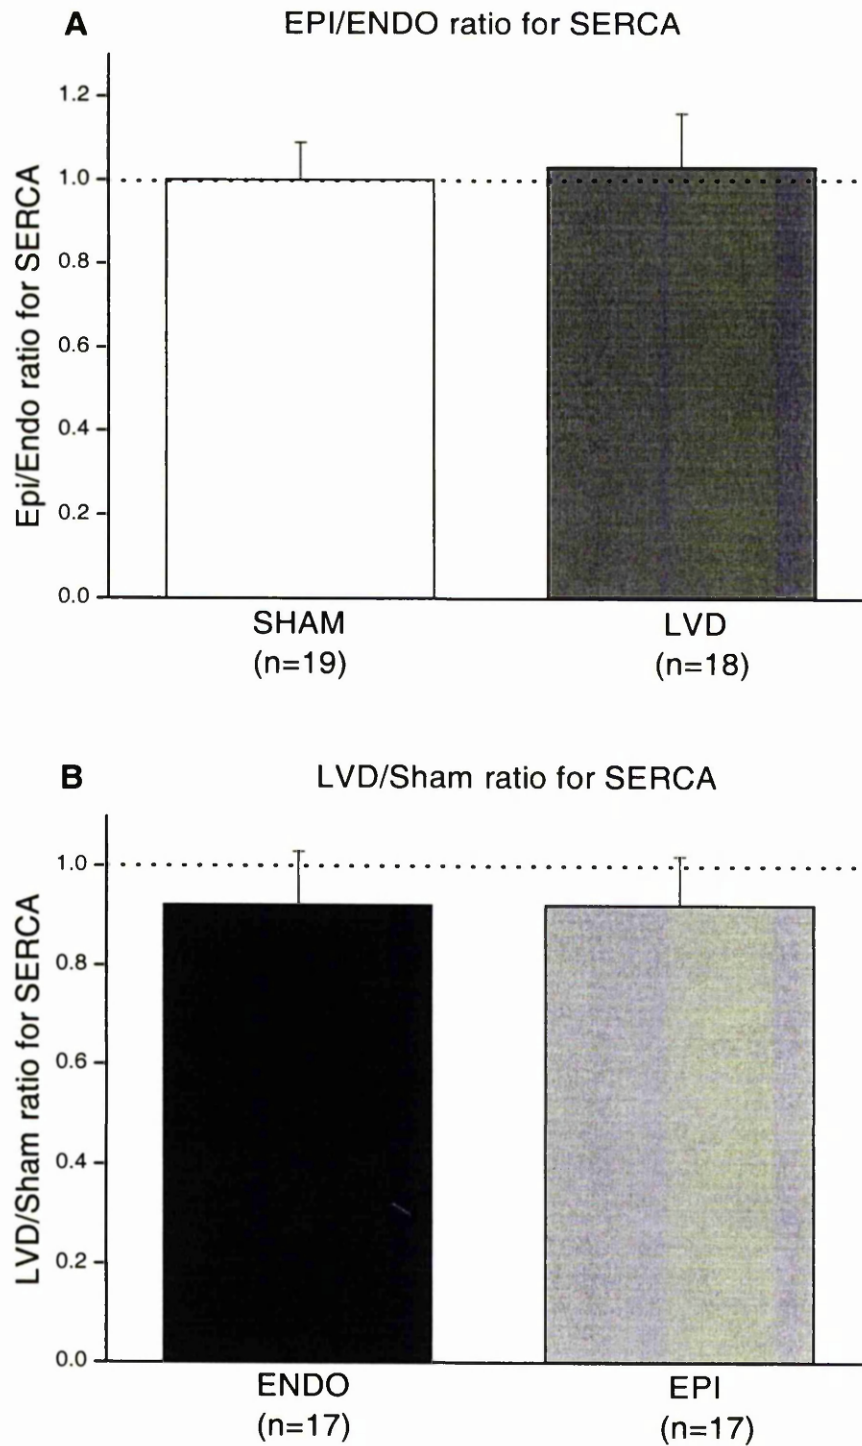 A
EPI/ENDO ratio for SERCA
Epi/Endo ratio for SERCA
1.2
1.0
0.8
0.6
0.4
0.2
0.0
SHAM
(n=19)
LVD
(n=18)
B
LVD/Sham ratio for SERCA
LVD/Sham ratio for SERCA
1.0
0.8
0.6
0.4
0.2
0.0
ENDO
(n=17)
EPI
(n=17)